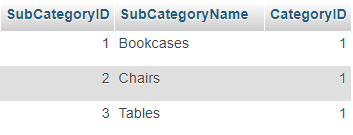 SubCategoryID SubCategoryName CategoryID
1 Bookcases 1
2 Chairs 1
3 Tables 1